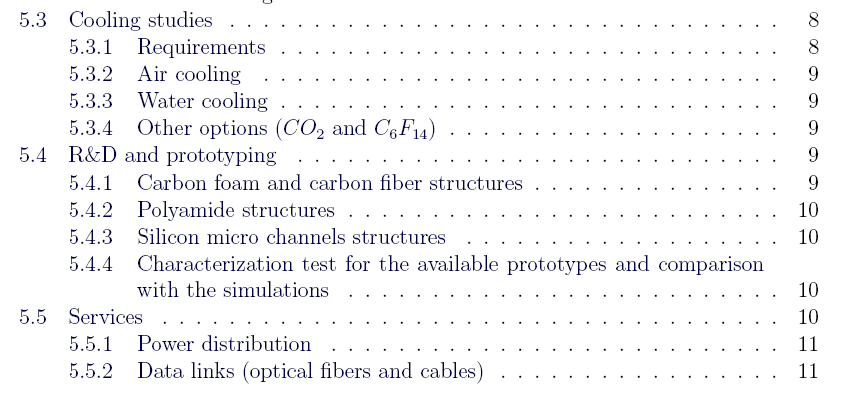 5.3 Cooling studies . . . . . . . . . . . . . . . . . . . . . . . . . . . . . . . . . . 8
5.3.1 Requirements . . . . . . . . . . . . . . . . . . . . . . . . . . . . . . . 8
5.3.2 Air cooling . . . . . . . . . . . . . . . . . . . . . . . . . . . . . . . . 9
5.3.3 Water cooling . . . . . . . . . . . . . . . . . . . . . . . . . . . . . . . 9
5.3.4 Other options (CO₂ and C₆F₁₄) . . . . . . . . . . . . . . . . . . . 9
5.4 R&D and prototyping . . . . . . . . . . . . . . . . . . . . . . . . . . . . . . 9
5.4.1 Carbon foam and carbon fiber structures . . . . . . . . . . . . . . 9
5.4.2 Polyamide structures . . . . . . . . . . . . . . . . . . . . . . . . . . 10
5.4.3 Silicon micro channels structures . . . . . . . . . . . . . . . . . . 10
5.4.4 Characterization test for the available prototypes and comparison
with the simulations . . . . . . . . . . . . . . . . . . . . . . . . . . 10
5.5 Services . . . . . . . . . . . . . . . . . . . . . . . . . . . . . . . . . . . . . 10
5.5.1 Power distribution . . . . . . . . . . . . . . . . . . . . . . . . . . . 11
5.5.2 Data links (optical fibers and cables) . . . . . . . . . . . . . . . . 11